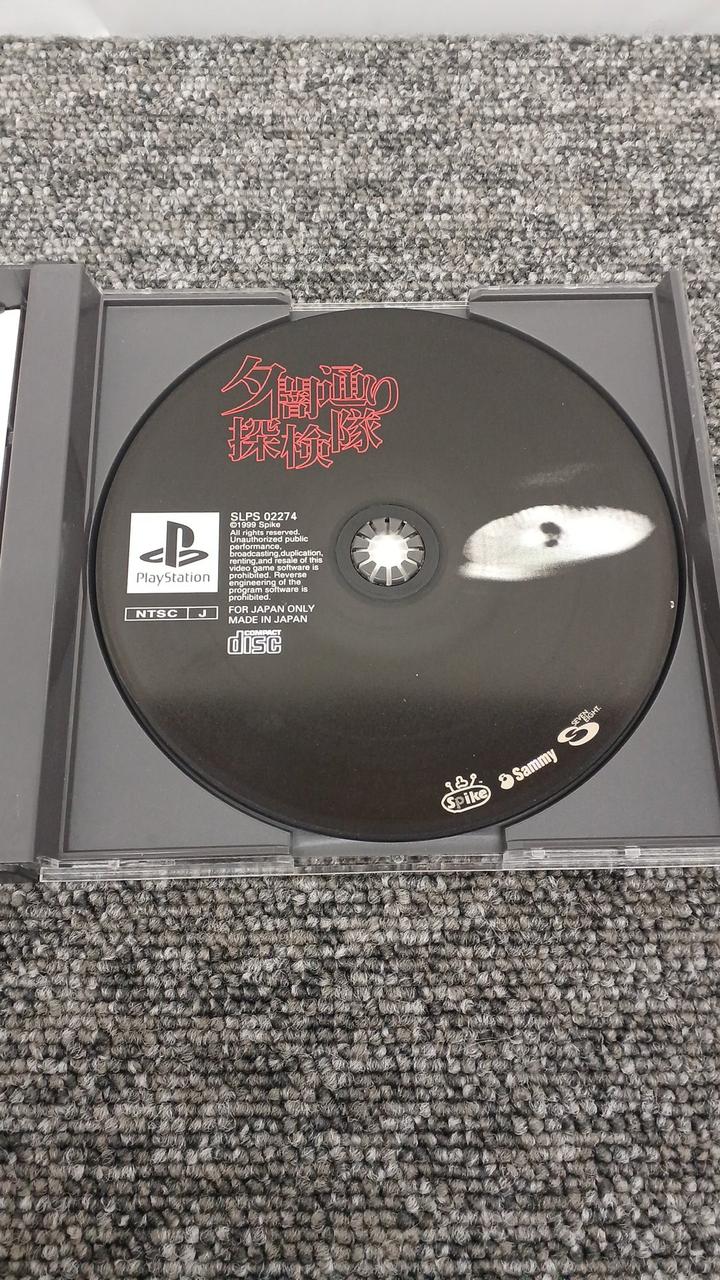 夕闇通り
探検隊
PlayStation
NTSC J
SLPS 02274
©1999 Spike
All rights reserved.
Unauthorized public
performance,
broadcasting,duplication,
renting,and resale of this
video game software is
prohibited. Reverse
engineering of the
program software is
prohibited.
FOR JAPAN ONLY
MADE IN JAPAN
COMPACT
disc
Spike
Sammy
SEVEN
EIGHT.